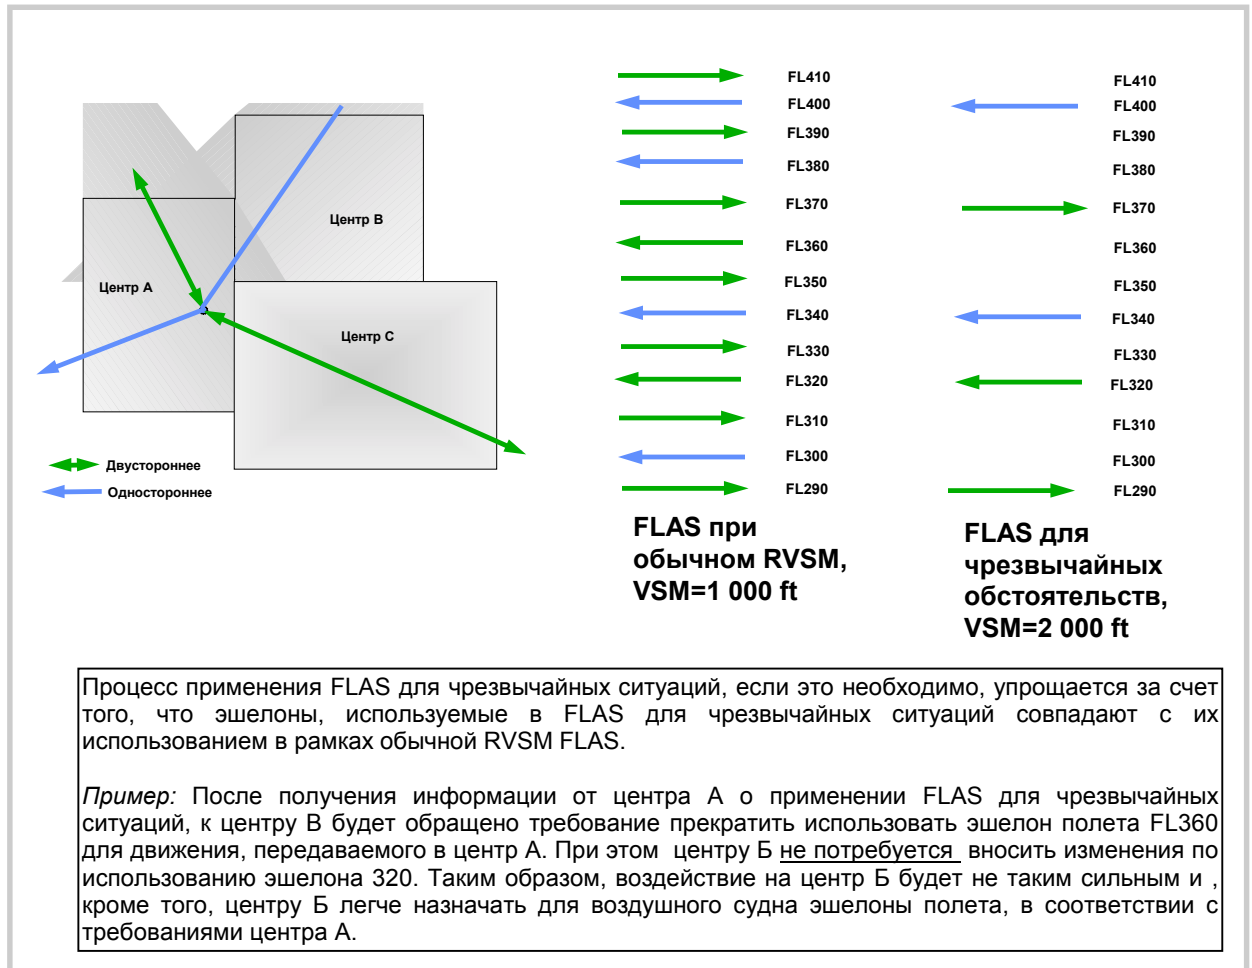 Центр B
Центр A
Центр C
Двустороннее
Одностороннее
FL410
FL400
FL390
FL380
FL370
FL360
FL350
FL340
FL330
FL320
FL310
FL300
FL290
FLAS при
обычном RVSM,
VSM=1 000 ft
FL410
FL400
FL390
FL380
FL370
FL360
FL350
FL340
FL330
FL320
FL310
FL300
FL290
FLAS для
чрезвычайных
обстоятельств,
VSM=2 000 ft
Процесс применения FLAS для чрезвычайных ситуаций, если это необходимо, упрощается за счет
того, что эшелоны, используемые в FLAS для чрезвычайных ситуаций совпадают с их
использованием в рамках обычной RVSM FLAS.
Пример: После получения информации от центра А о применении FLAS для чрезвычайных
ситуаций, к центру В будет обращено требование прекратить использовать эшелон полета FL360
для движения, передаваемого в центр А. При этом центру Б не потребуется вносить изменения по
использованию эшелона 320. Таким образом, воздействие на центр Б будет не таким сильным и ,
кроме того, центру Б легче назначать для воздушного судна эшелоны полета, в соответствии с
требованиями центра А.